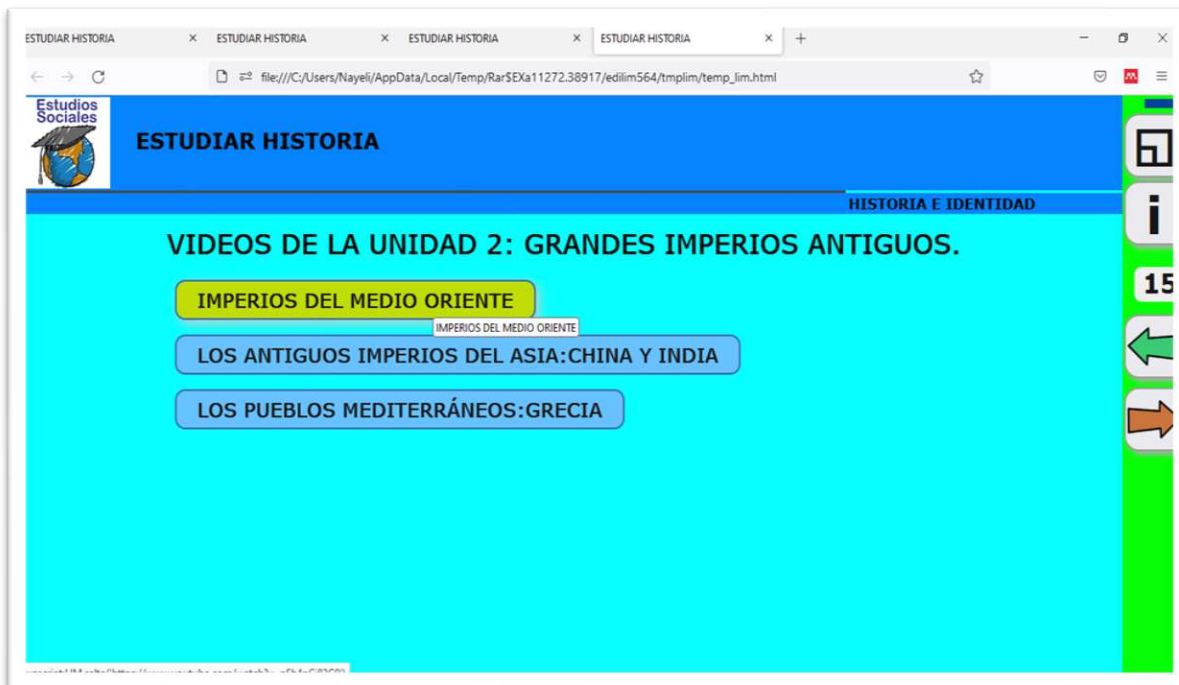 ESTUDIAR HISTORIA
ESTUDIAR HISTORIA
ESTUDIAR HISTORIA
ESTUDIAR HISTORIA
file:///C:/Users/Nayeli/AppData/Local/Temp/Rar$EXa11272.38917/edilim564/tmplim/temp_lim.html
Estudios
Sociales
ESTUDIAR HISTORIA
HISTORIA E IDENTIDAD
VIDEOS DE LA UNIDAD 2: GRANDES IMPERIOS ANTIGUOS.
IMPERIOS DEL MEDIO ORIENTE
IMPERIOS DEL MEDIO ORIENTE
LOS ANTIGUOS IMPERIOS DEL ASIA:CHINA Y INDIA
LOS PUEBLOS MEDITERRÁNEOS:GRECIA
i
15